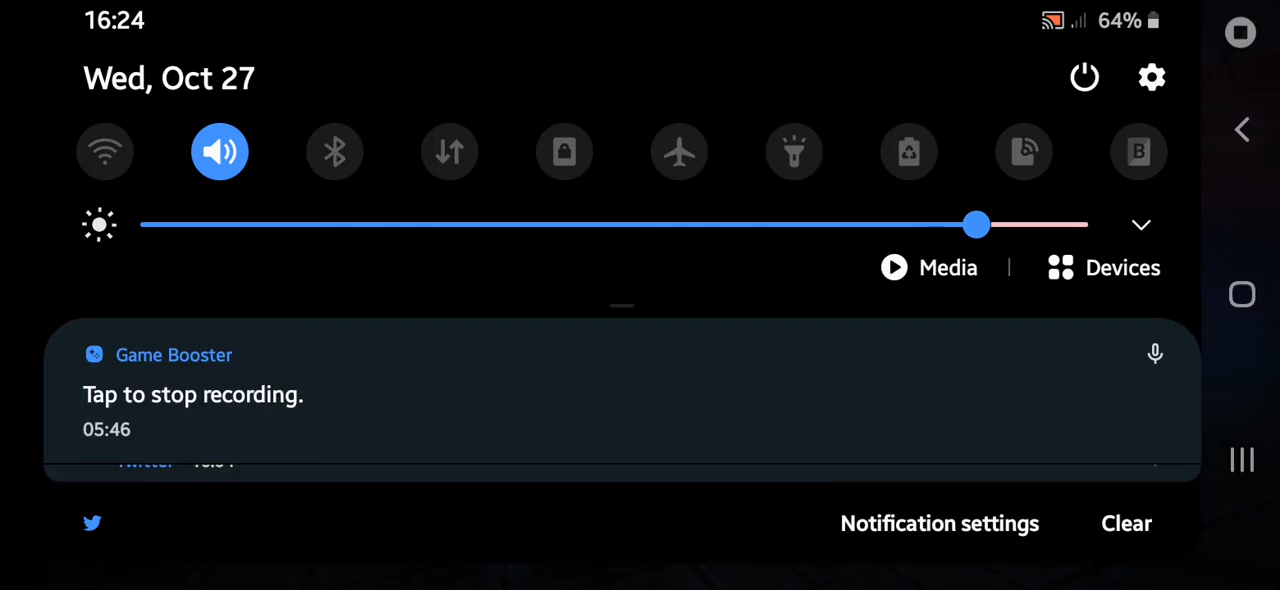 16:24
64%
Wed, Oct 27
B
Media | Devices
Game Booster
Tap to stop recording.
05:46
Twitter
Notification settings
Clear